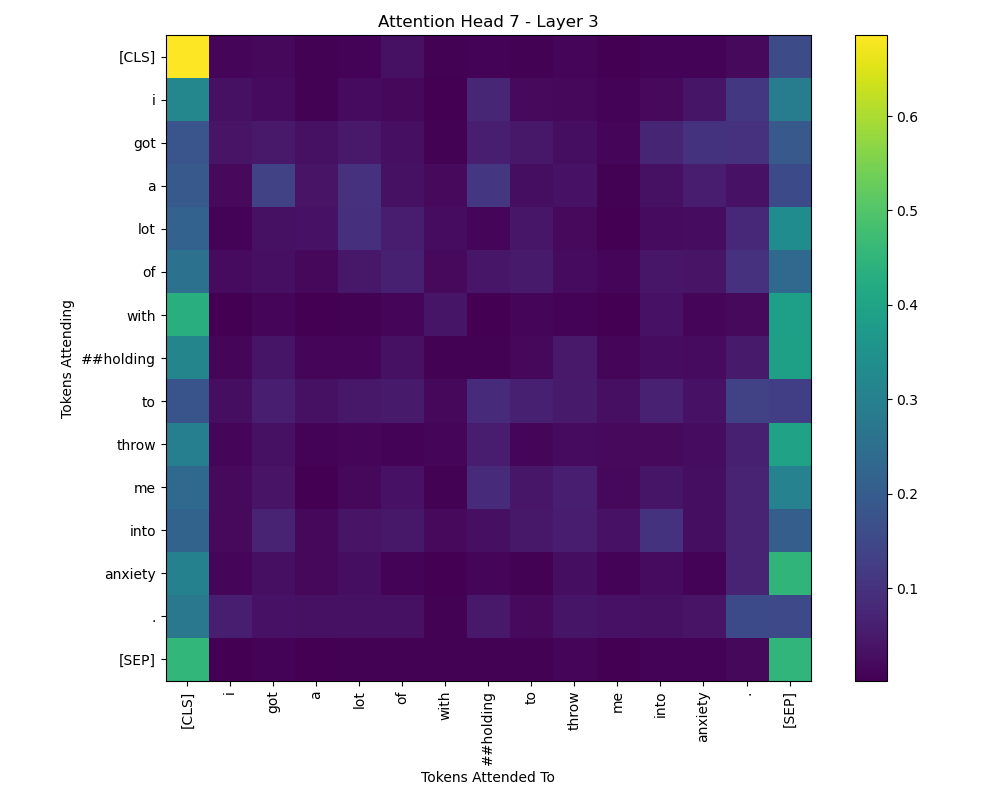 Attention Head 7 - Layer 3
[CLS]
i
got
a
lot
of
with
##holding
to
throw
me
into
anxiety
.
[SEP]
Tokens Attending
[CLS]
i
got
a
lot
of
with
##holding
to
throw
me
into
anxiety
.
[SEP]
Tokens Attended To
0.6
0.5
0.4
0.3
0.2
0.1